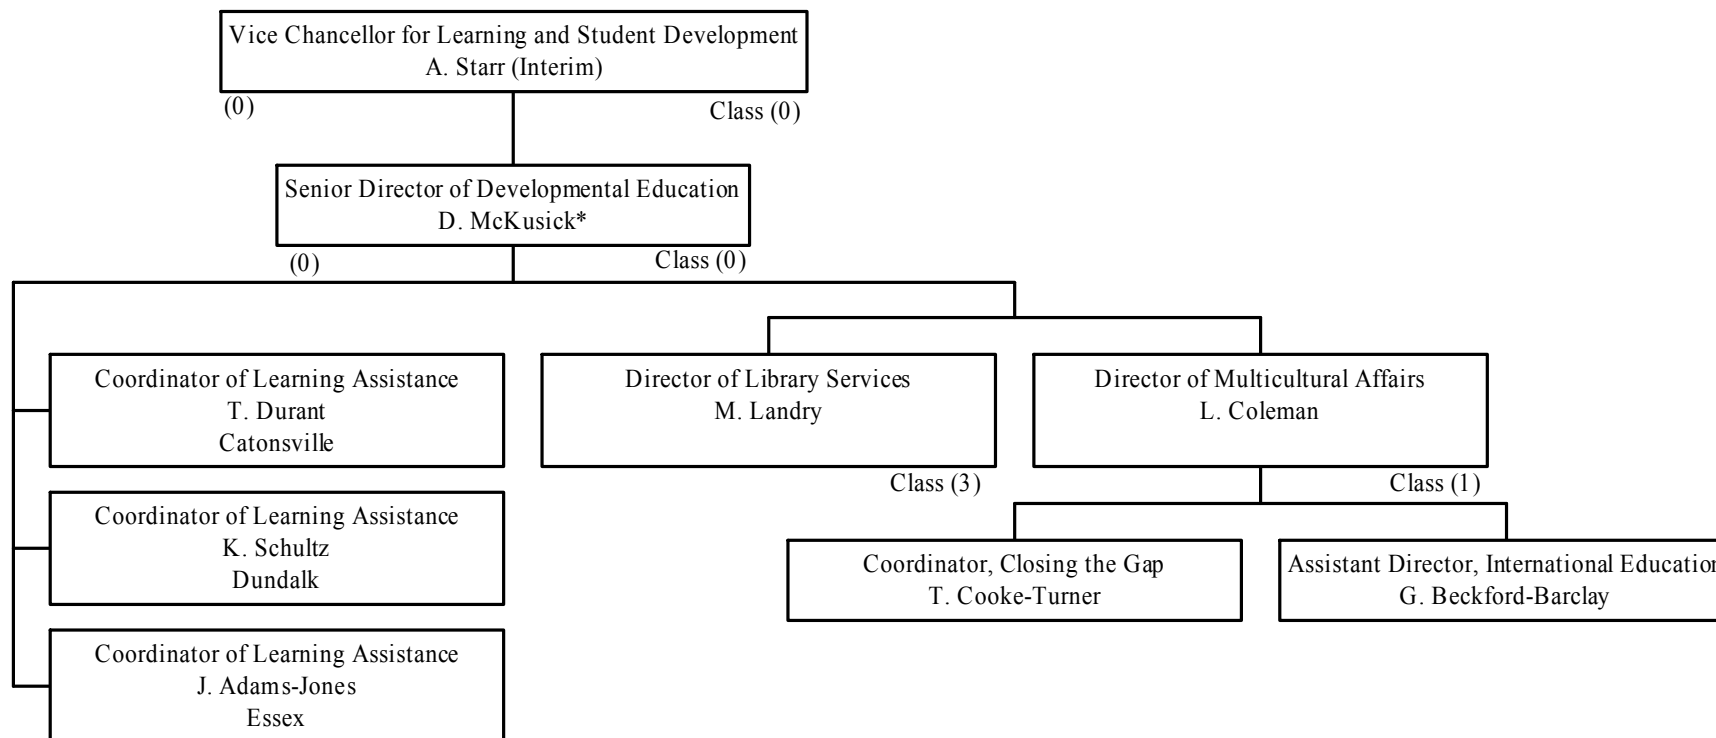 Vice Chancellor for Learning and Student Development
A. Starr (Interim)
(0)
Class (0)
Senior Director of Developmental Education
D. McKusick*
(0)
Class (0)
Coordinator of Learning Assistance
T. Durant
Catonsville
Director of Library Services
M. Landry
Class (3)
Director of Multicultural Affairs
L. Coleman
Class (1)
Coordinator of Learning Assistance
K. Schultz
Dundalk
Coordinator, Closing the Gap
T. Cooke-Turner
Assistant Director, International Education
G. Beckford-Barclay
Coordinator of Learning Assistance
J. Adams-Jones
Essex